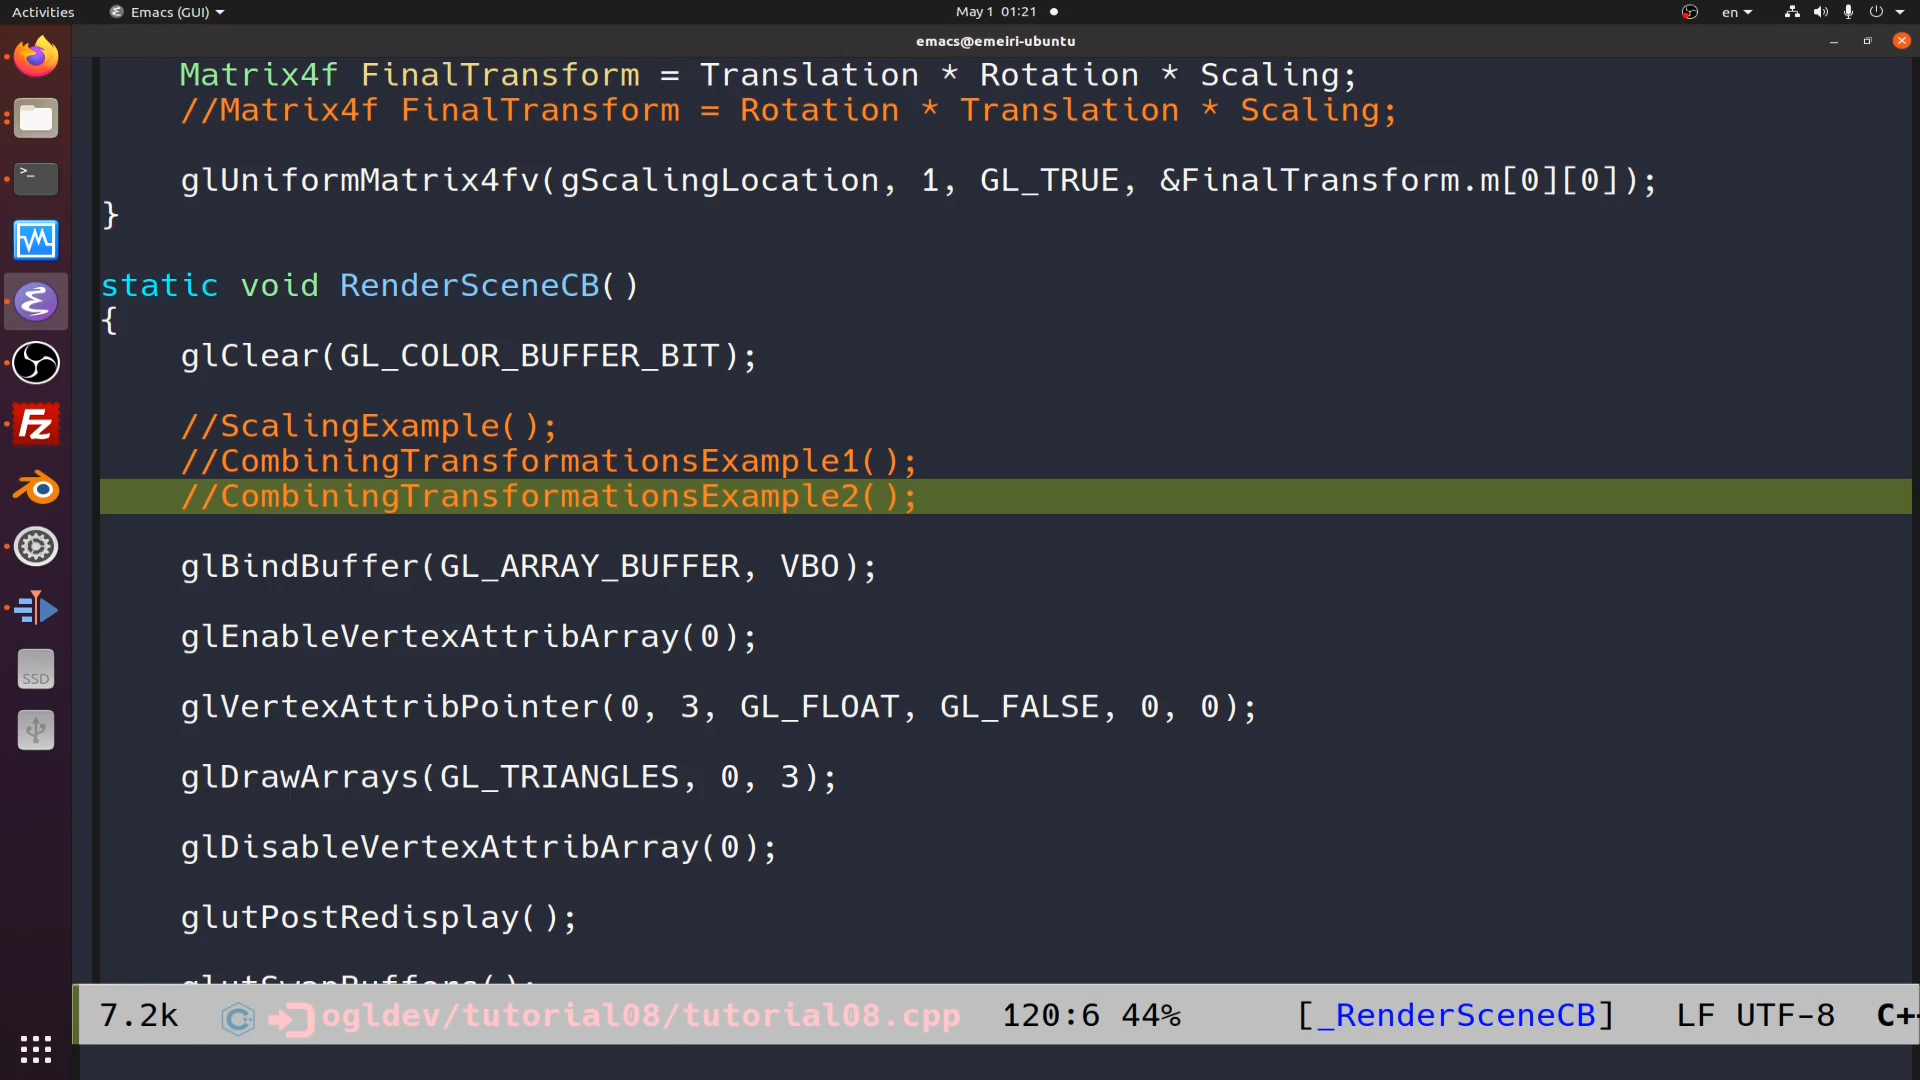 Activities
Emacs (GUI)
May 1 01:21
en
emacs@emeiri-ubuntu
Matrix4f FinalTransform = Translation * Rotation * Scaling;
//Matrix4f FinalTransform = Rotation * Translation * Scaling;
glUniformMatrix4fv(gScalingLocation, 1, GL_TRUE, &FinalTransform.m[0][0]);
}
static void RenderSceneCB()
{
glClear(GL_COLOR_BUFFER_BIT);
//ScalingExample();
//CombiningTransformationsExample1();
//CombiningTransformationsExample2();
glBindBuffer(GL_ARRAY_BUFFER, VBO);
glEnableVertexAttribArray(0);
glVertexAttribPointer(0, 3, GL_FLOAT, GL_FALSE, 0, 0);
glDrawArrays(GL_TRIANGLES, 0, 3);
glDisableVertexAttribArray(0);
glutPostRedisplay();
glutSwapBuffers();
7.2k ogldev/tutorial08/tutorial08.cpp 120:6 44% [_RenderSceneCB] LF UTF-8 C++
>_
Fz
SSD